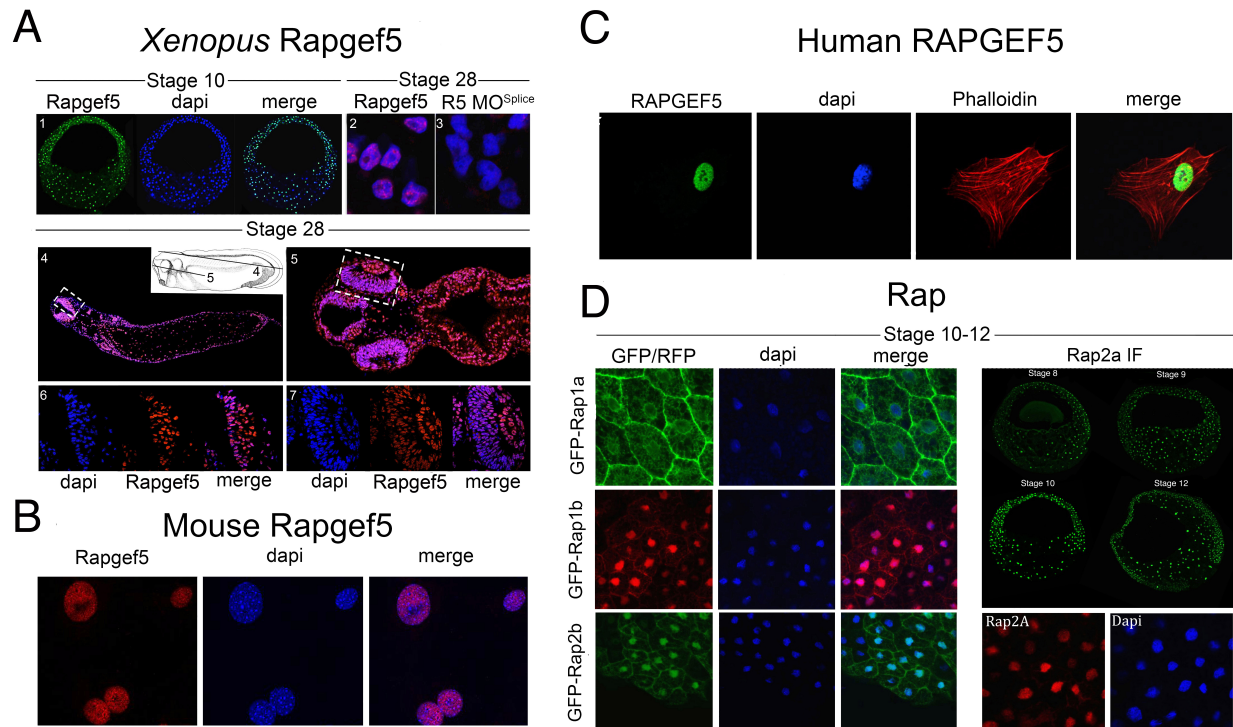 A
Xenopus Rapgef5
Stage 10
Stage 28
Rapgef5 dapi merge
Rapgef5 R5 MOSplice
1
2
3
Stage 28
4
4
5
5
6
7
dapi Rapgef5 merge
dapi Rapgef5 merge
B
Mouse Rapgef5
Rapgef5 dapi merge
C
Human RAPGEF5
RAPGEF5 dapi Phalloidin merge
D
Rap
Stage 10-12
GFP/RFP dapi merge
Rap2a IF
GFP-Rap1a
GFP-Rap1b
GFP-Rap2b
Stage 8
Stage 9
Stage 10
Stage 12
Rap2A
Dapi